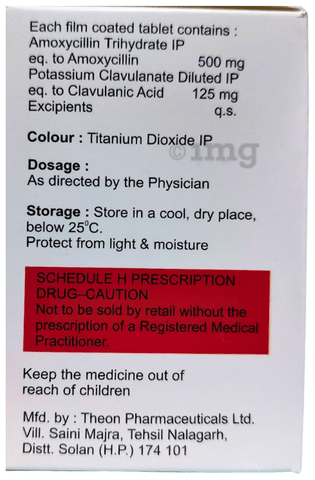 Each film coated tablet contains :
Amoxycillin Trihydrate IP
eq. to Amoxycillin 500 mg
Potassium Clavulanate Diluted IP
eq. to Clavulanic Acid 125 mg
Excipients q.s.
Colour : Titanium Dioxide IP
1mg
Dosage :
As directed by the Physician
Storage : Store in a cool, dry place,
below 25°C.
Protect from light & moisture
SCHEDULE H PRESCRIPTION
DRUG--CAUTION
Not to be sold by retail without the
prescription of a Registered Medical
Practitioner.
Keep the medicine out of
reach of children
Mfd. by : Theon Pharmaceuticals Ltd.
Vill. Saini Majra, Tehsil Nalagarh,
Distt. Solan (H.P.) 174 101